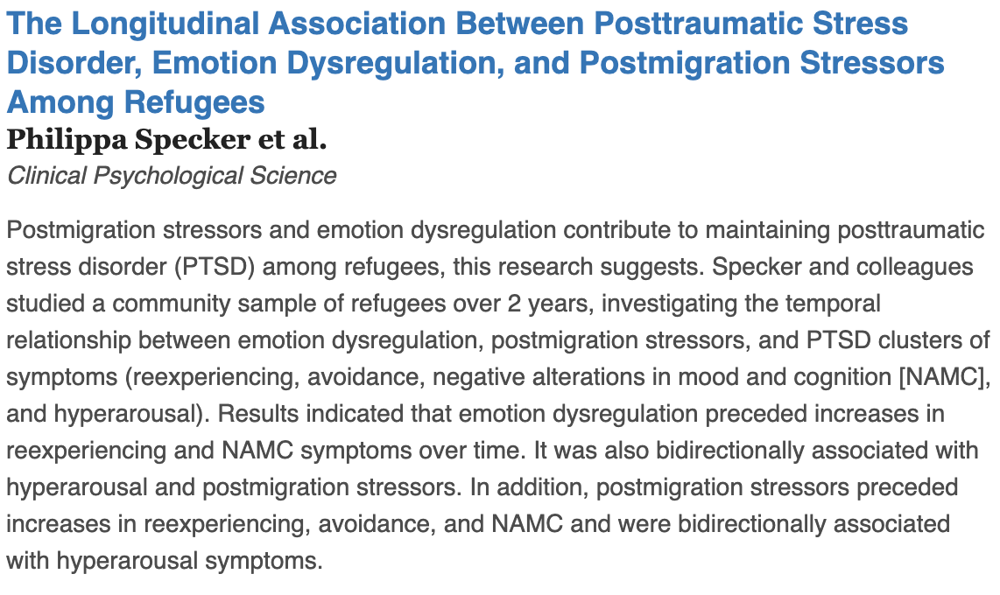 The Longitudinal Association Between Posttraumatic Stress
Disorder, Emotion Dysregulation, and Postmigration Stressors
Among Refugees
Philippa Specker et al.
Clinical Psychological Science
Postmigration stressors and emotion dysregulation contribute to maintaining posttraumatic
stress disorder (PTSD) among refugees, this research suggests. Specker and colleagues
studied a community sample of refugees over 2 years, investigating the temporal
relationship between emotion dysregulation, postmigration stressors, and PTSD clusters of
symptoms (reexperiencing, avoidance, negative alterations in mood and cognition [NAMC],
and hyperarousal). Results indicated that emotion dysregulation preceded increases in
reexperiencing and NAMC symptoms over time. It was also bidirectionally associated with
hyperarousal and postmigration stressors. In addition, postmigration stressors preceded
increases in reexperiencing, avoidance, and NAMC and were bidirectionally associated
with hyperarousal symptoms.